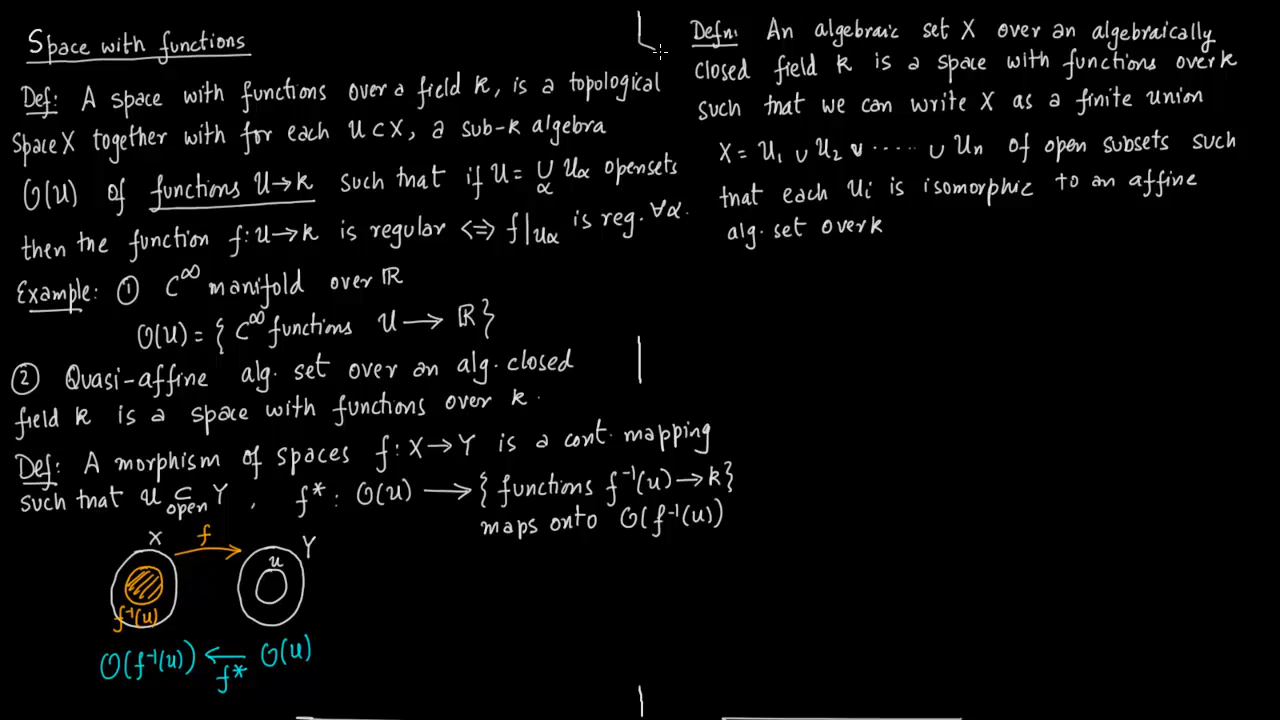 Space with functions
Def: A space with functions over a field k, is a topological
Space X together with for each U⊂X, a sub-k algebra
O(U) of functions U→k such that if U = ∪α Uα opensets
then the function f: U→k is regular <=> f|Uα is reg. ∀α.
Example: ① C∞ manifold over ℝ
O(U) = { C∞ functions U → ℝ }
② Quasi-affine alg. set over an alg. closed
field k is a space with functions over k.
Def: A morphism of spaces f: X→Y is a cont. mapping
such that U ⊂open Y, f*: O(U) → { functions f⁻¹(U)→k }
maps onto O(f⁻¹(U))
X f Y
U
f⁻¹(U)
O(f⁻¹(U)) ← O(U)
f*
Defn: An algebraic set X over an algebraically
closed field k is a space with functions over k
such that we can write X as a finite union
X = U₁ ∪ U₂ ∪ ..... ∪ Un of open subsets such
that each Ui is isomorphic to an affine
alg. set over k